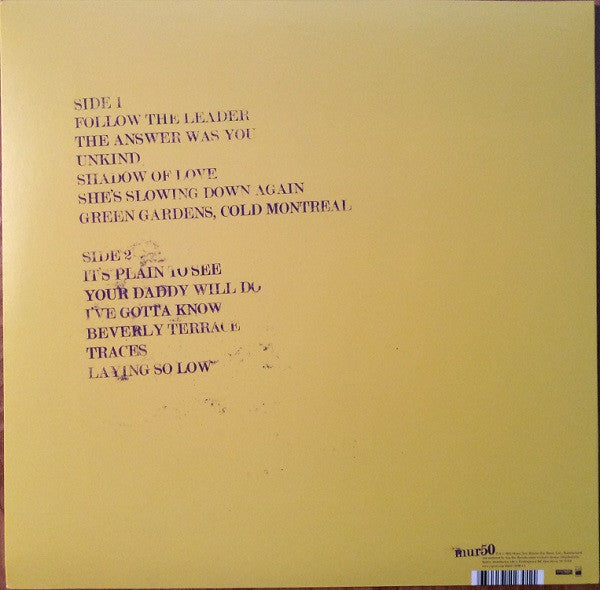 SIDE 1
FOLLOW THE LEADER
THE ANSWER WAS YOU
UNKIND
SHADOW OF LOVE
SHE'S SLOWING DOWN AGAIN
GREEN GARDENS, COLD MONTREAL
SIDE 2
IT'S PLAIN TO SEE
YOUR DADDY WILL DO
I'VE GOTTA KNOW
BEVERLY TERRACE
TRACES
LAYING SO LOW
mur50